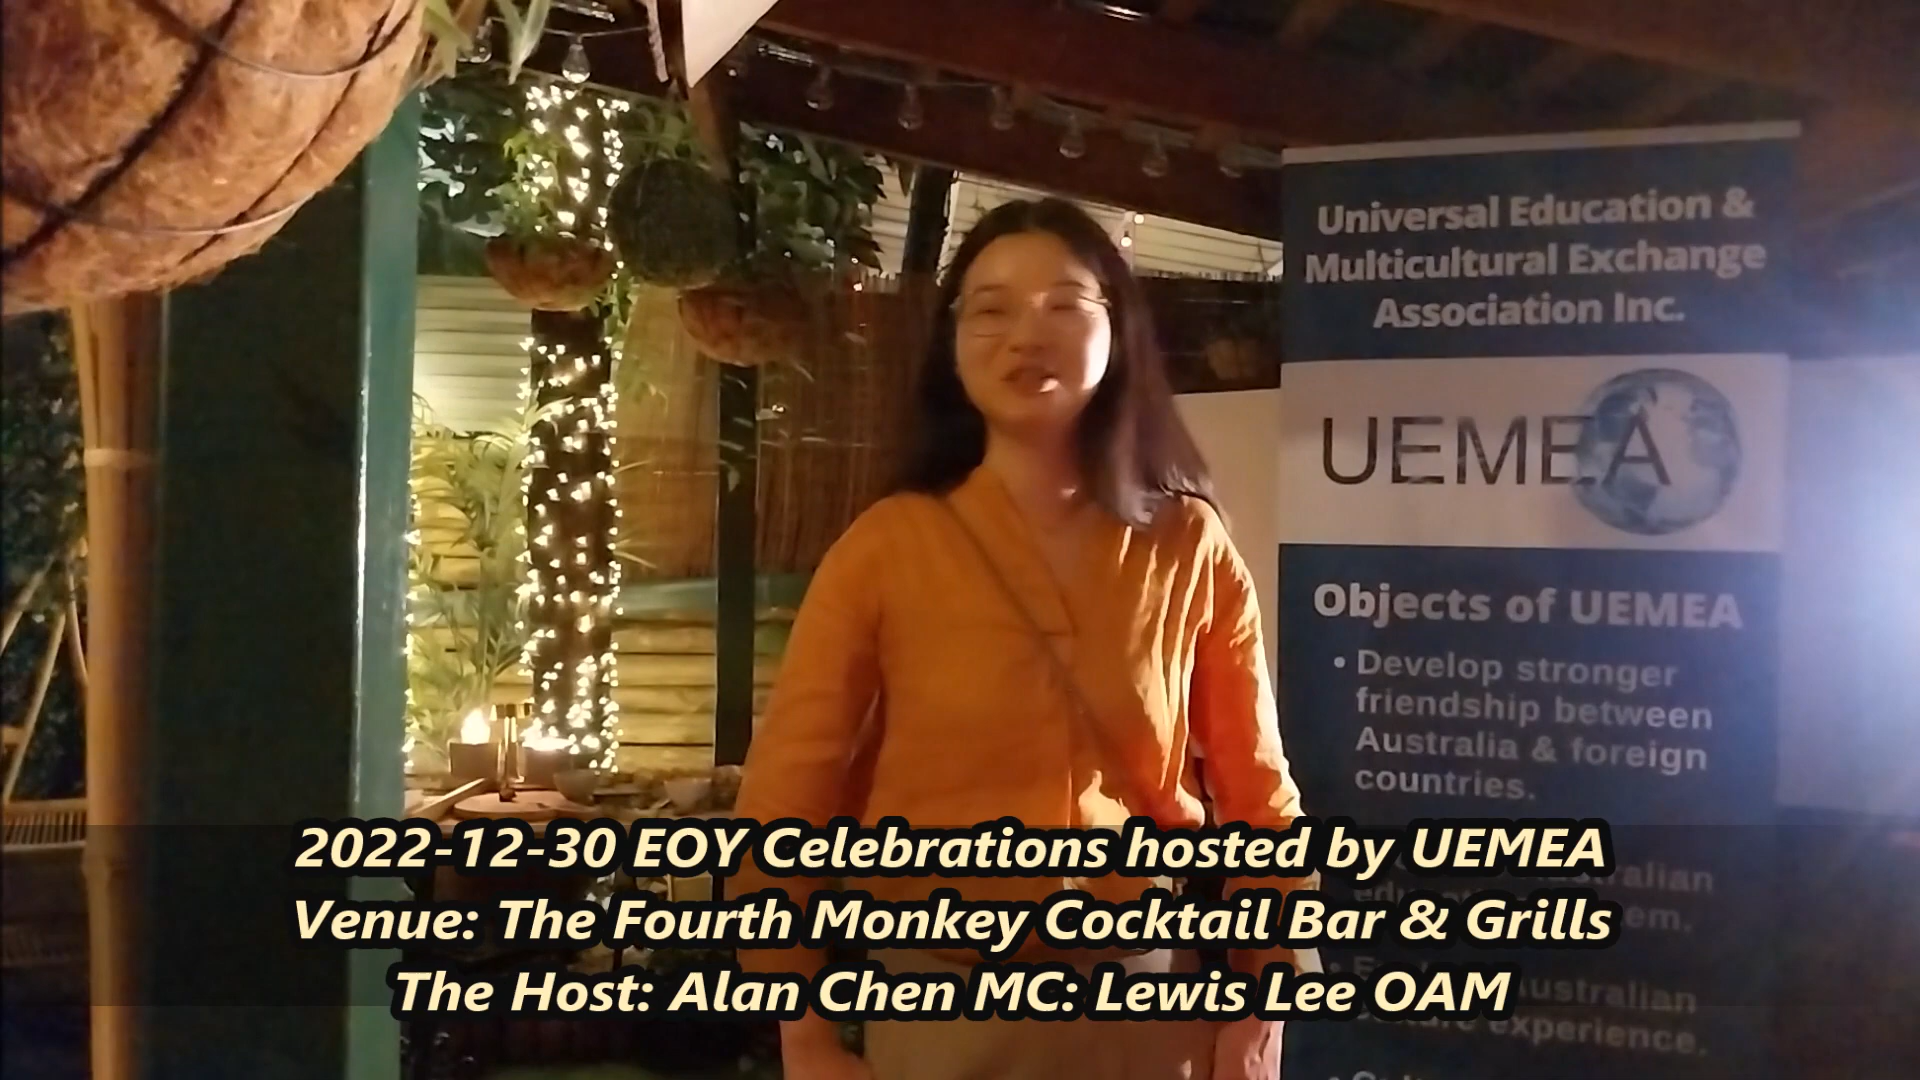 Universal Education &
Multicultural Exchange
Association Inc.
UEMEA
Objects of UEMEA
• Develop stronger
friendship between
Australia & foreign
countries.
2022-12-30 EOY Celebrations hosted by UEMEA
Venue: The Fourth Monkey Cocktail Bar & Grills
The Host: Alan Chen MC: Lewis Lee OAM
experience.